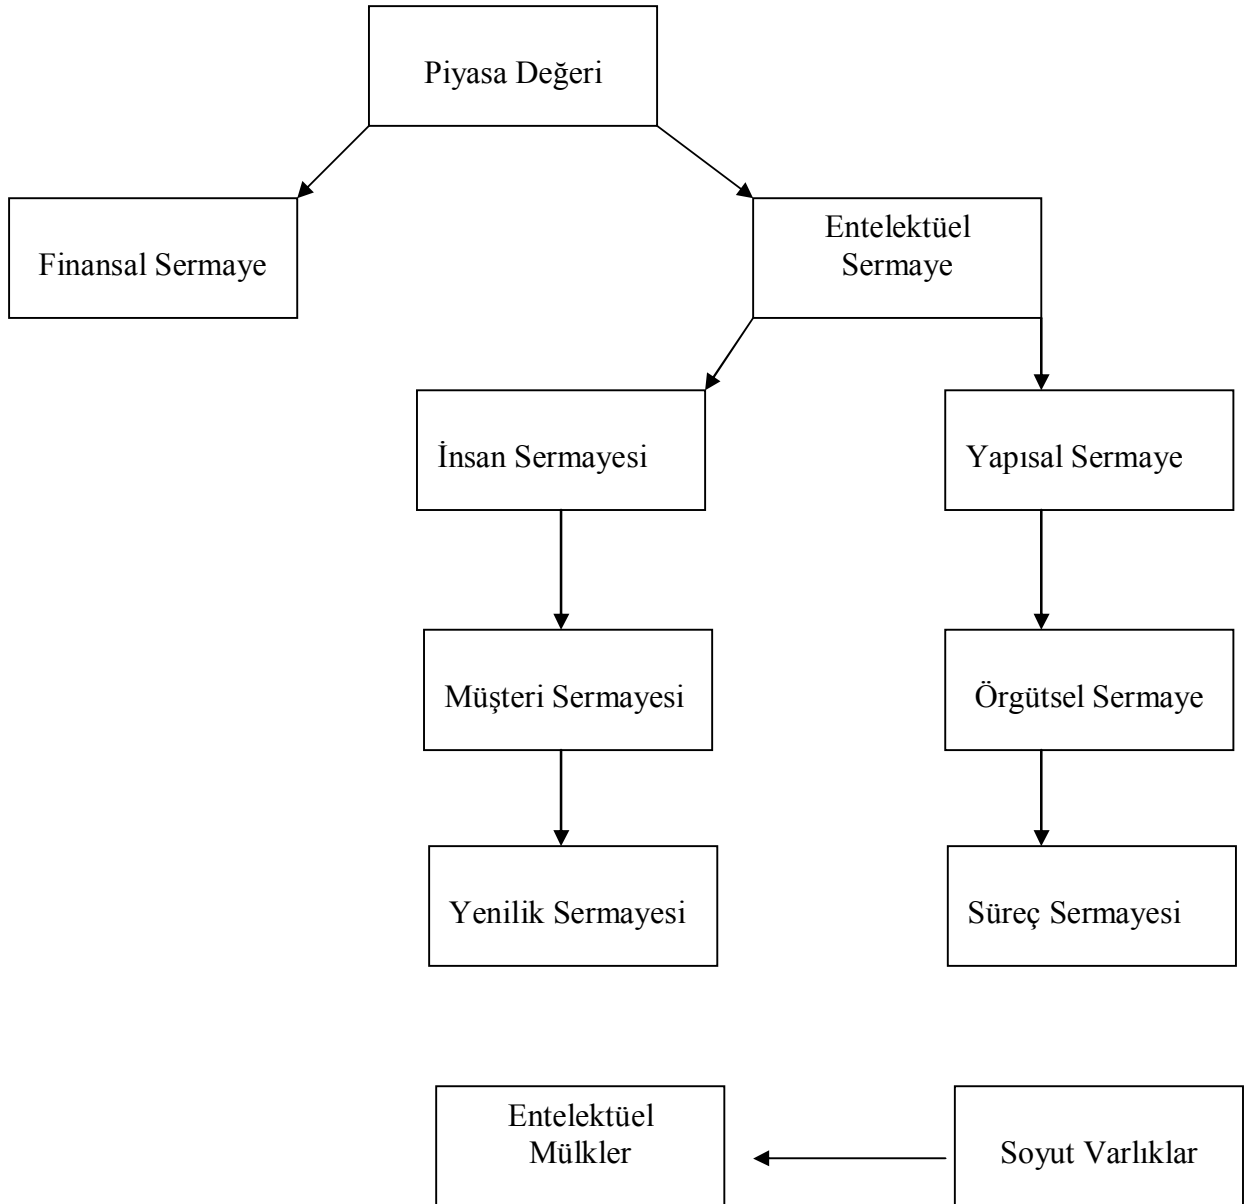 Piyasa Değeri
Finansal Sermaye
Entelektüel
Sermaye
İnsan Sermayesi
Yapısal Sermaye
Müşteri Sermayesi
Örgütsel Sermaye
Yenilik Sermayesi
Süreç Sermayesi
Entelektüel
Mülkler
Soyut Varlıklar